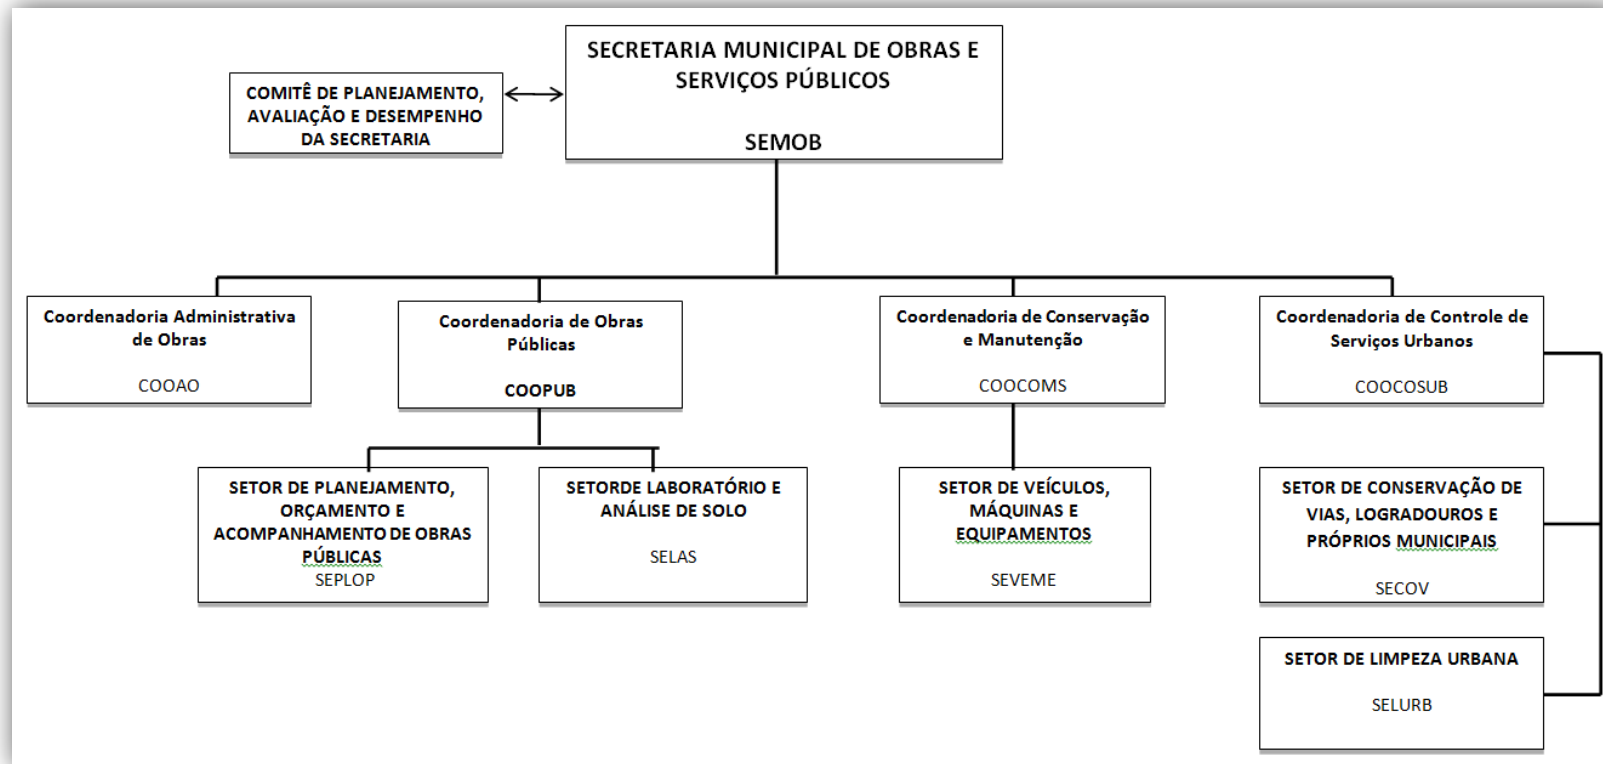 SECRETARIA MUNICIPAL DE OBRAS E
SERVIÇOS PÚBLICOS
SEMOB
COMITÊ DE PLANEJAMENTO,
AVALIAÇÃO E DESEMPENHO
DA SECRETARIA
Coordenadoria Administrativa
de Obras
COOAO
Coordenadoria de Obras
Públicas
COOPUB
Coordenadoria de Conservação
e Manutenção
COOCOMS
Coordenadoria de Controle de
Serviços Urbanos
COOCOSUB
SETOR DE PLANEJAMENTO,
ORÇAMENTO E
ACOMPANHAMENTO DE OBRAS
PÚBLICAS
SEPLOP
SETORDE LABORATÓRIO E
ANÁLISE DE SOLO
SELAS
SETOR DE VEÍCULOS,
MÁQUINAS E
EQUIPAMENTOS
SEVEME
SETOR DE CONSERVAÇÃO DE
VIAS, LOGRADOUROS E
PRÓPRIOS MUNICIPAIS
SECOV
SETOR DE LIMPEZA URBANA
SELURB